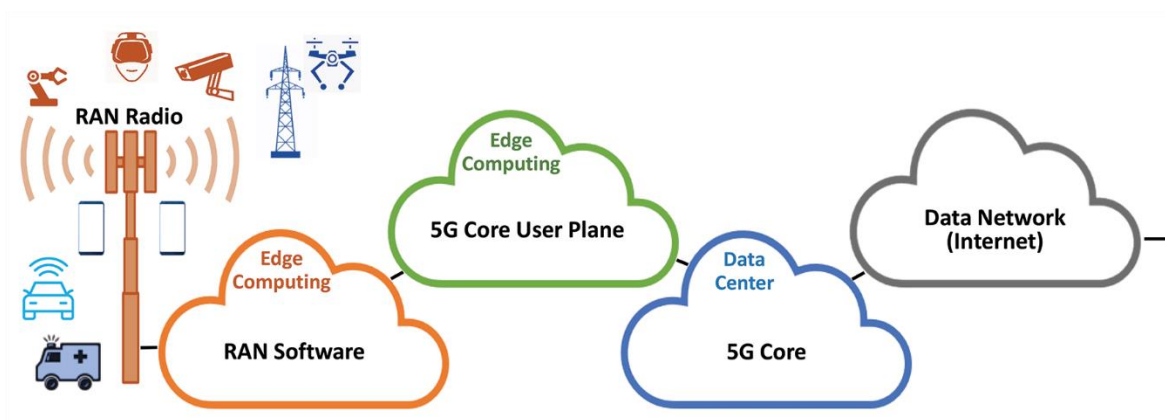 RAN Radio
Edge
Computing
RAN Software
Edge
Computing
5G Core User Plane
Data
Center
5G Core
Data Network
(Internet)